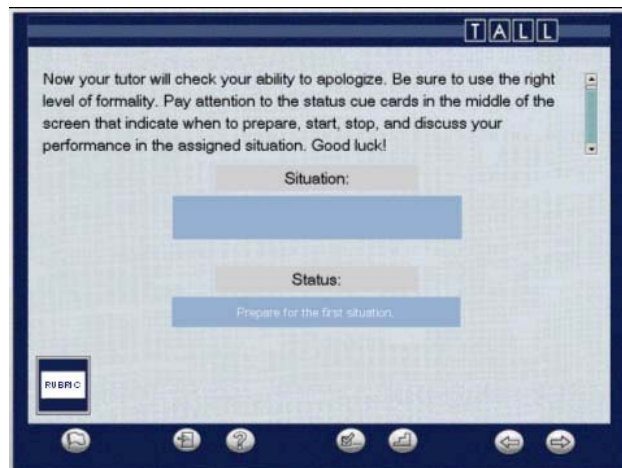 TALL
Now your tutor will check your ability to apologize. Be sure to use the right
level of formality. Pay attention to the status cue cards in the middle of the
screen that indicate when to prepare, start, stop, and discuss your
performance in the assigned situation. Good luck!
Situation:
Status:
Prepare for the first situation.
RUBRIC